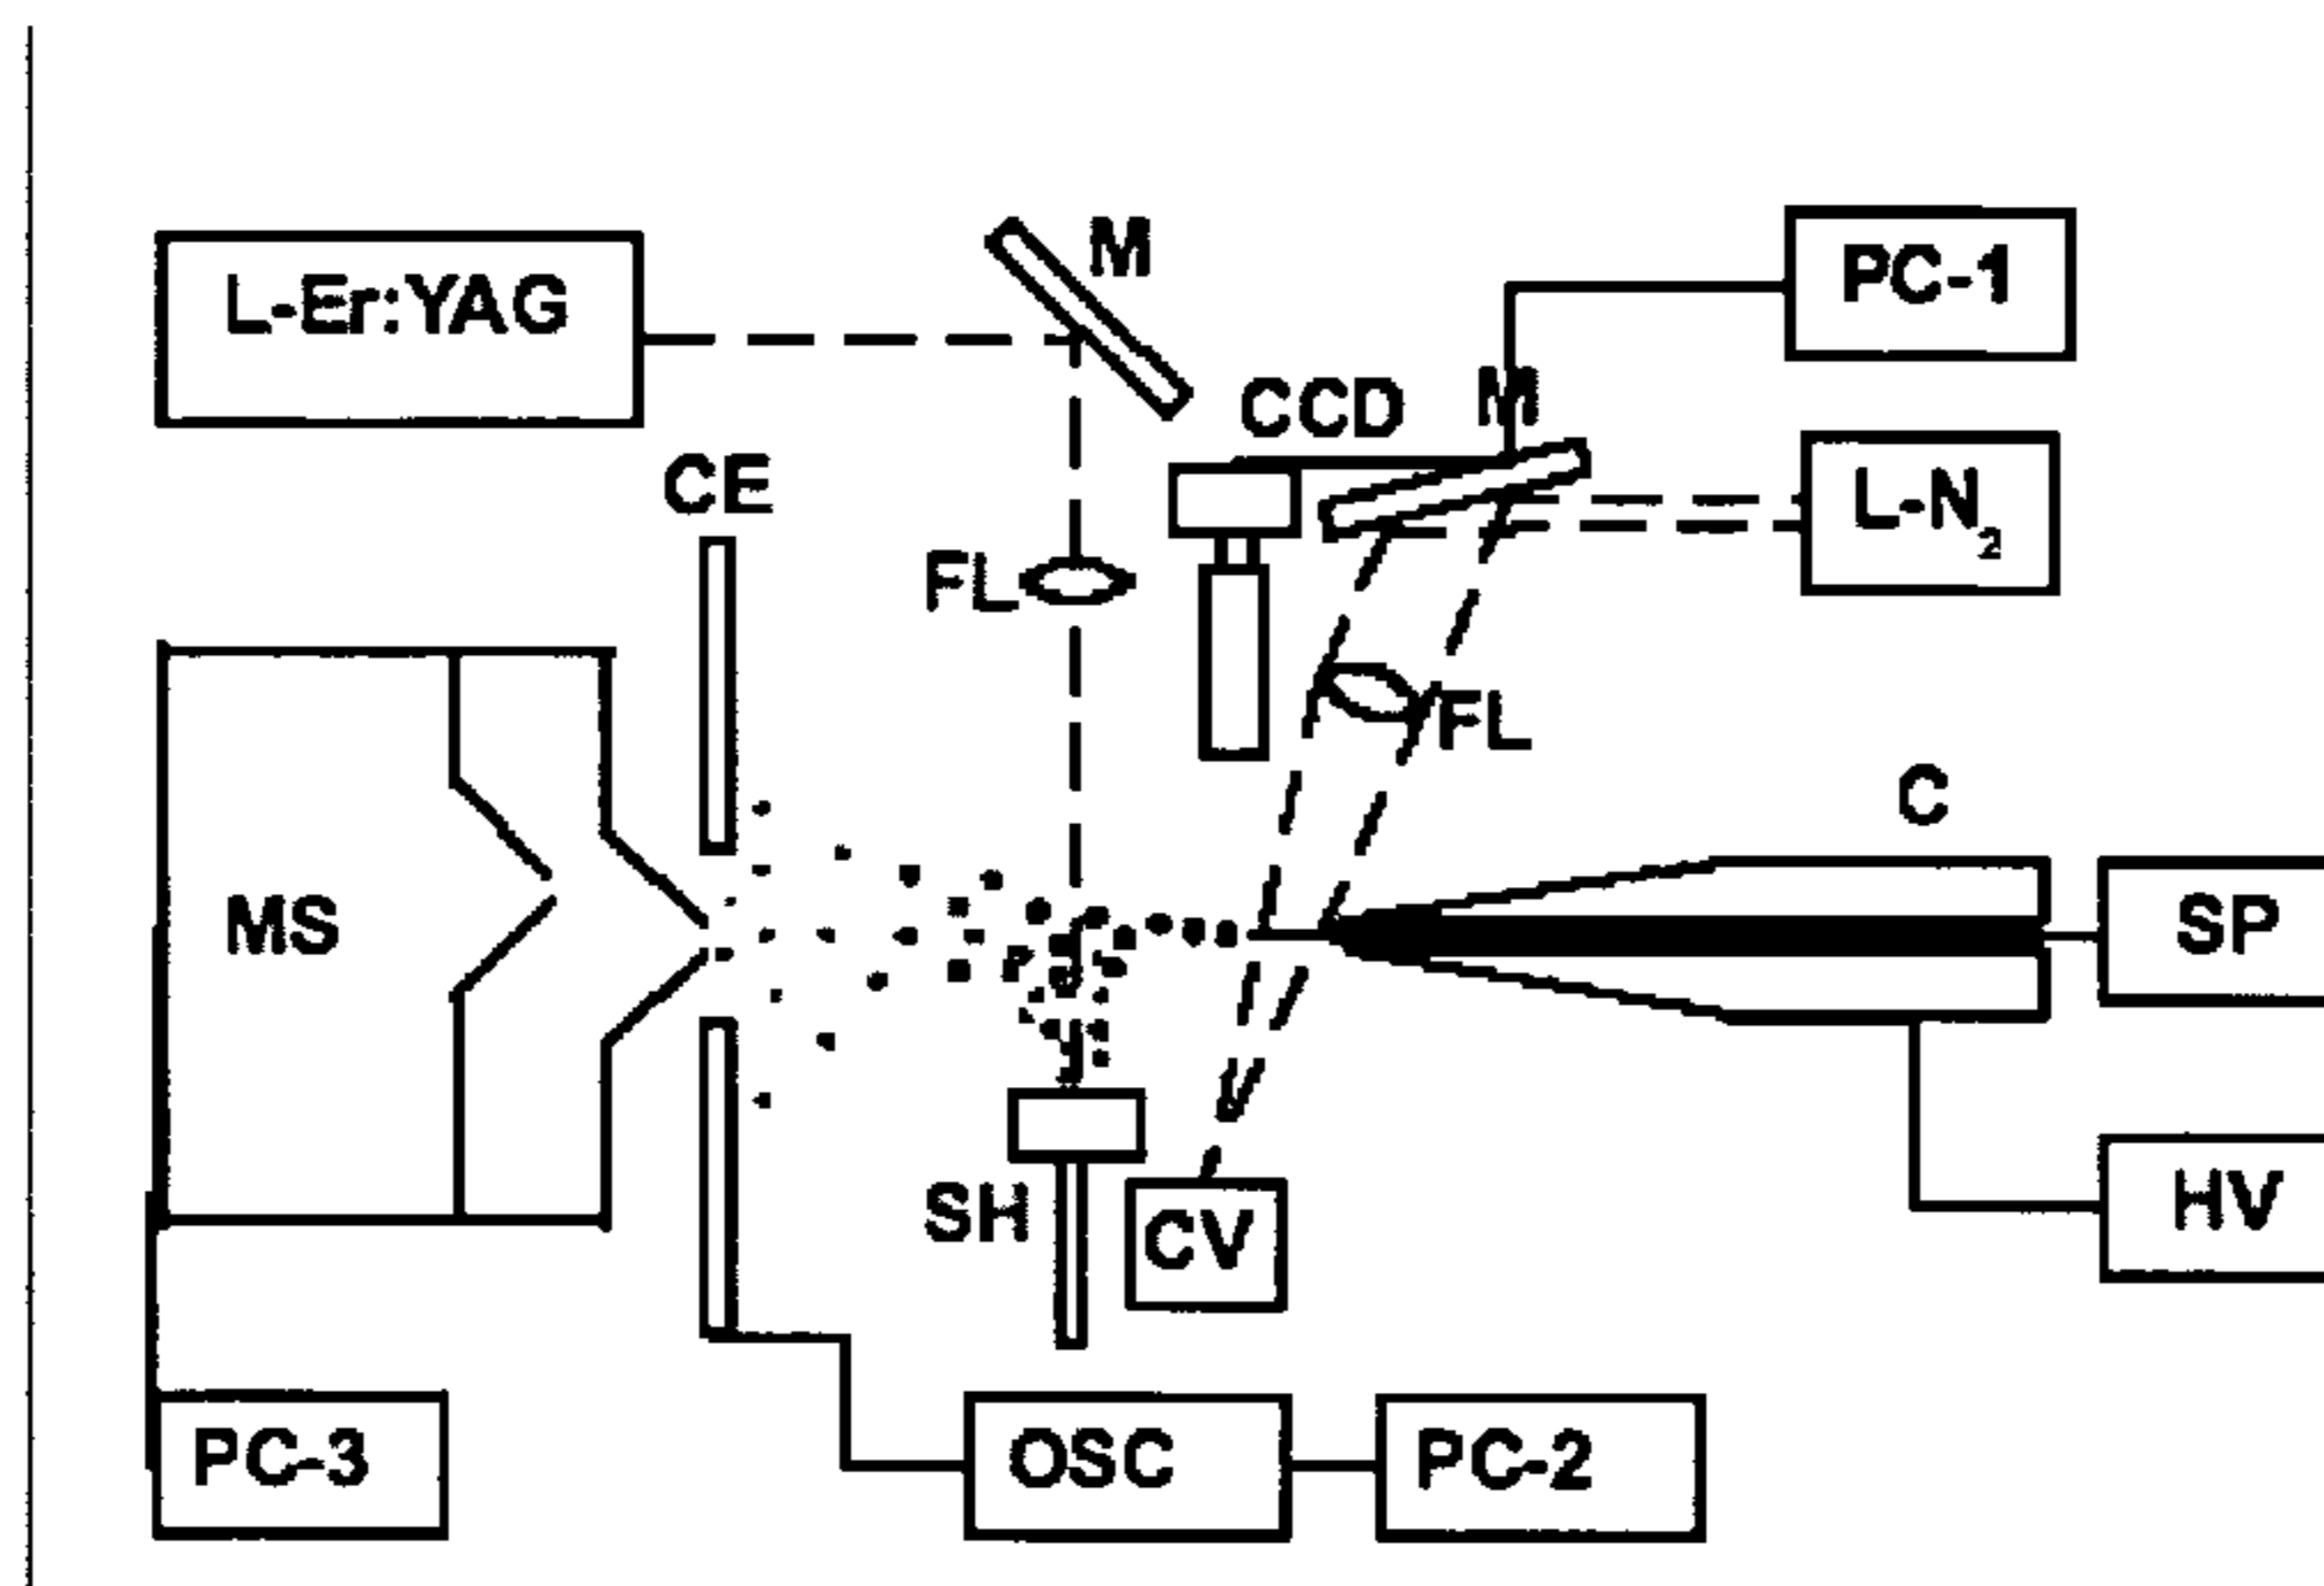 L-Er:YAG
M
PC-1
CCD
M
CE
L-N₂
FL
FL
C
MS
SP
SH
CV
HV
PC-3
OSC
PC-2